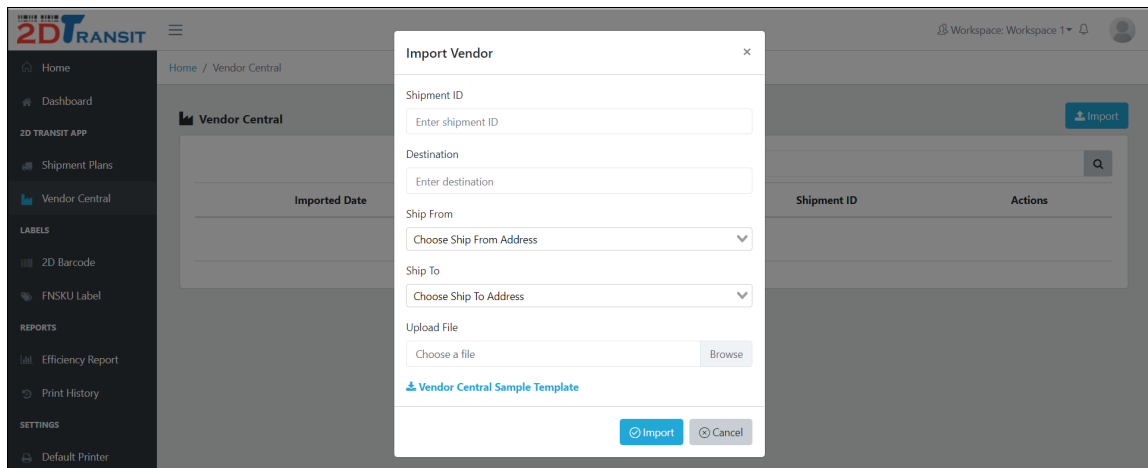 2DTRANSIT
Workspace: Workspace 1
Home
Dashboard
2D TRANSIT APP
Shipment Plans
Vendor Central
LABELS
2D Barcode
FNSKU Label
REPORTS
Efficiency Report
Print History
SETTINGS
Default Printer
Home / Vendor Central
Vendor Central
Import
Imported Date
Shipment ID
Actions
Import Vendor
×
Shipment ID
Enter shipment ID
Destination
Enter destination
Ship From
Choose Ship From Address
Ship To
Choose Ship To Address
Upload File
Choose a file
Browse
Vendor Central Sample Template
Import
Cancel